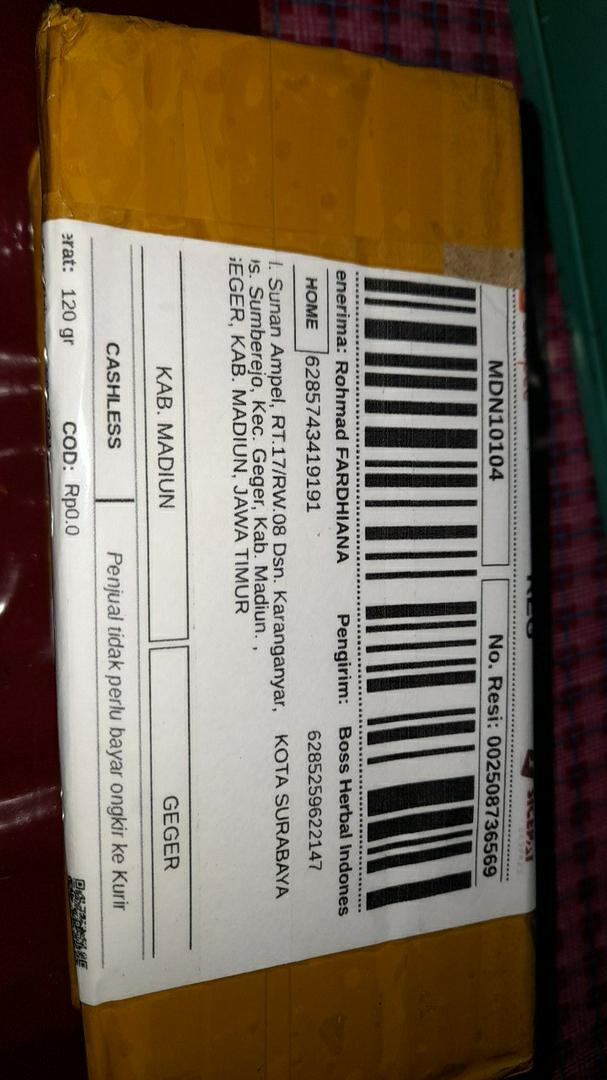 REG SICEPAT
MDN10104 No. Resi: 002508736569
enerima: Rohmad FARDHIANA Pengirim: Boss Herbal Indones
HOME 6285743419191 6285259622147
l. Sunan Ampel, RT.17/RW.08 Dsn. Karanganyar, KOTA SURABAYA
s. Sumberejo, Kec. Geger, Kab. Madiun. ,
GEGER, KAB. MADIUN, JAWA TIMUR
KAB. MADIUN GEGER
CASHLESS Penjual tidak perlu bayar ongkir ke Kurir
erat: 120 gr COD: Rp0.0